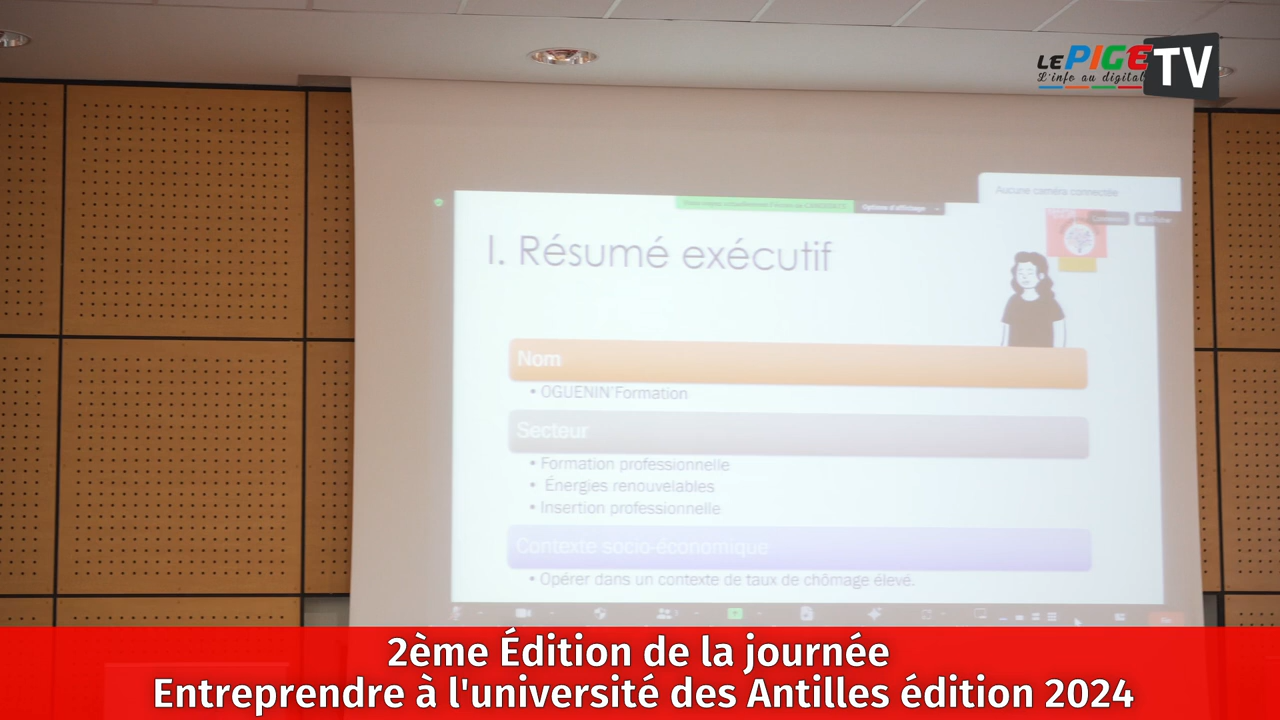 LE PIGE TV
L'info au digital
Aucune caméra connectée
Options d'affichage
I. Résumé exécutif
Nom
• OGUENIN'Formation
Secteur
• Formation professionnelle
• Énergies renouvelables
• Insertion professionnelle
Contexte socio-économique
• Opérer dans un contexte de taux de chômage élevé.
2ème Édition de la journée
Entreprendre à l'université des Antilles édition 2024